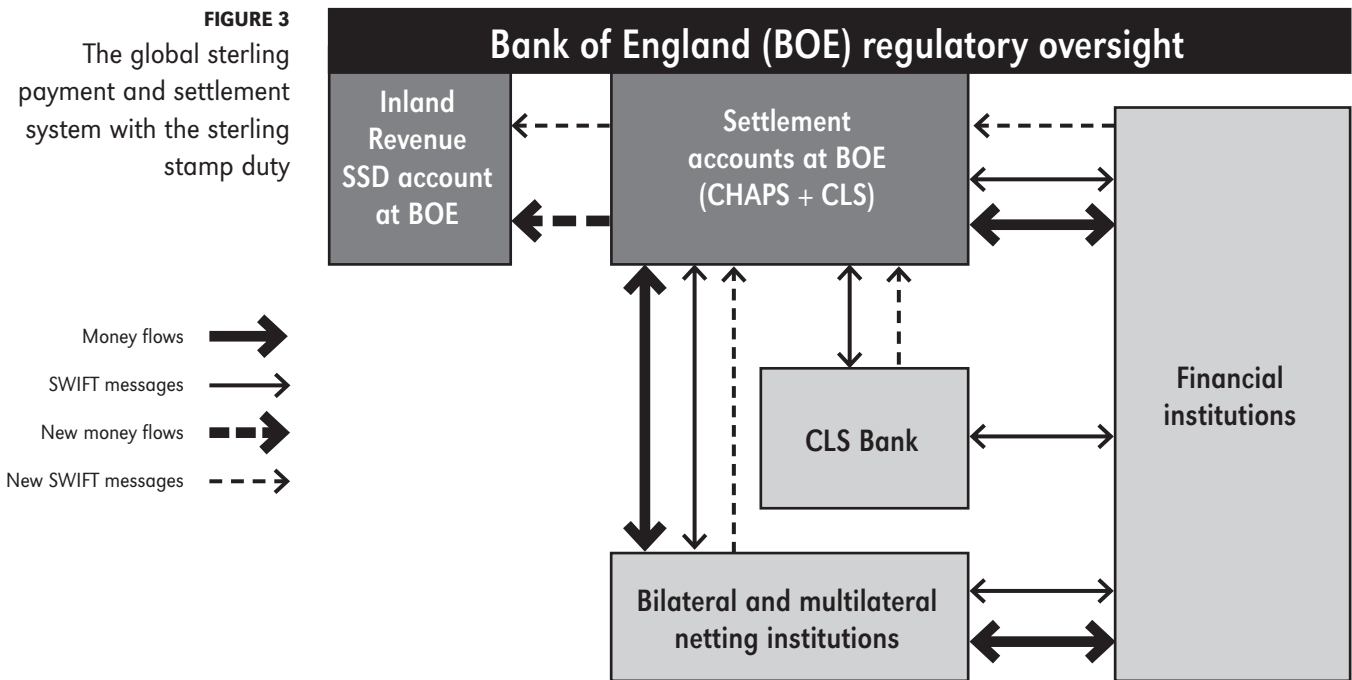 FIGURE 3
The global sterling
payment and settlement
system with the sterling
stamp duty
Bank of England (BOE) regulatory oversight
Inland
Revenue
SSD account
at BOE
Settlement
accounts at BOE
(CHAPS + CLS)
Financial
institutions
CLS Bank
Bilateral and multilateral
netting institutions
Money flows
SWIFT messages
New money flows
New SWIFT messages